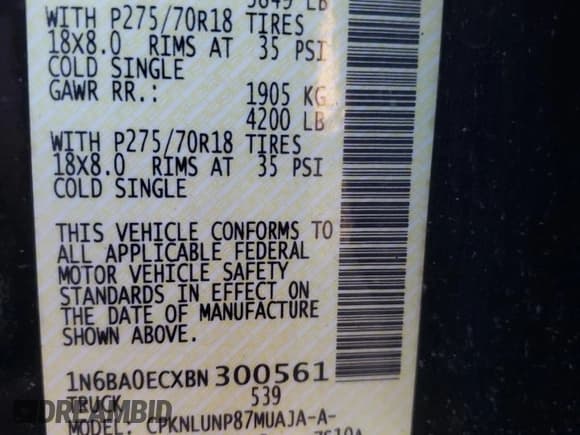 WITH P275/70R18 TIRES
18X8.0 RIMS AT 35 PSI
COLD SINGLE
GAWR RR.: 1905 KG
4200 LB
WITH P275/70R18 TIRES
18X8.0 RIMS AT 35 PSI
COLD SINGLE
THIS VEHICLE CONFORMS TO
ALL APPLICABLE FEDERAL
MOTOR VEHICLE SAFETY
STANDARDS IN EFFECT ON
THE DATE OF MANUFACTURE
SHOWN ABOVE.
1N6BA0ECXBN 300561
TRUCK 539
MODEL: CPKNLUNP87MUAJA-A-
DREAMBID